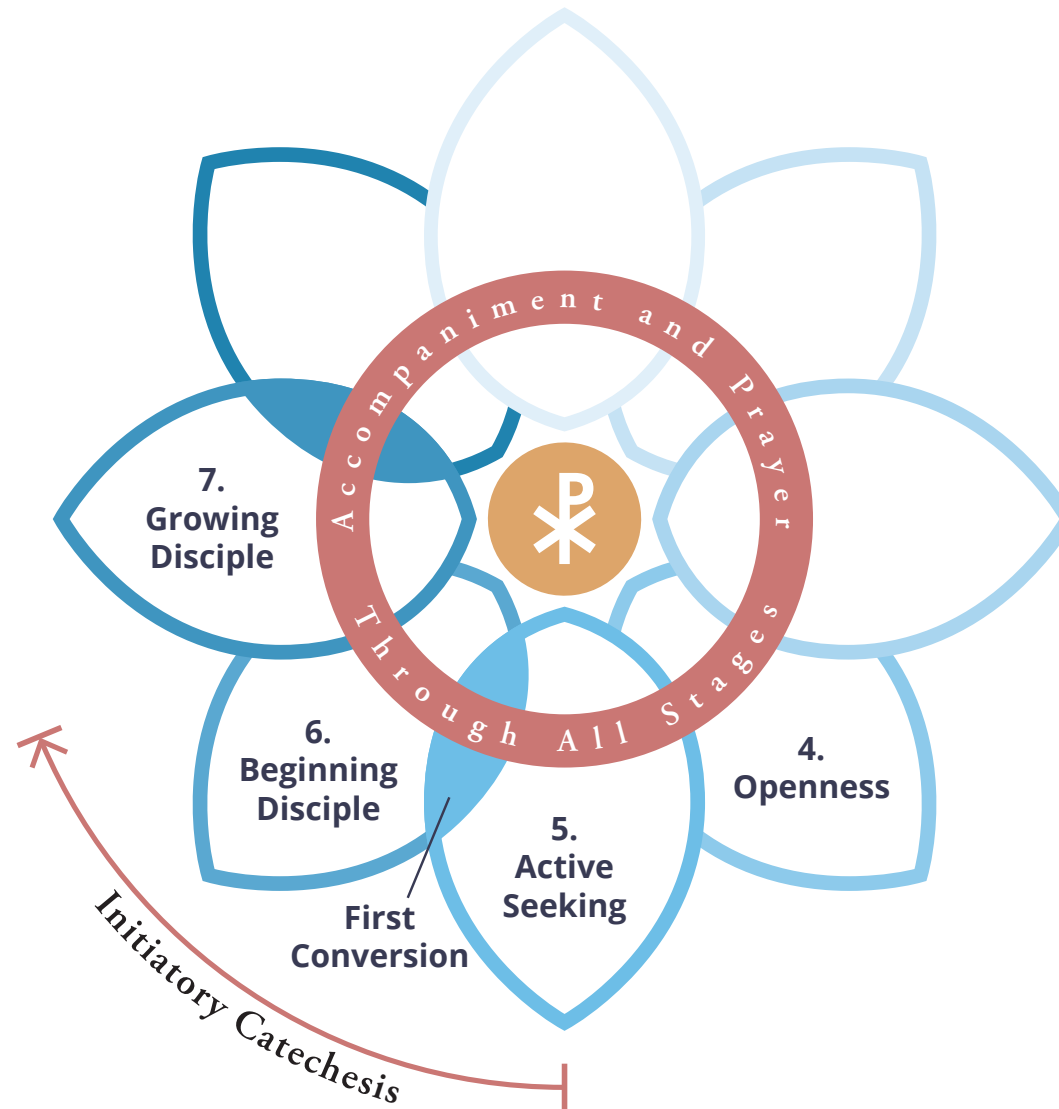 Accompaniment and Prayer
Through All Stages
4.
Openness
5.
Active
Seeking
6.
Beginning
Disciple
7.
Growing
Disciple
First
Conversion
Initiatory Catechesis